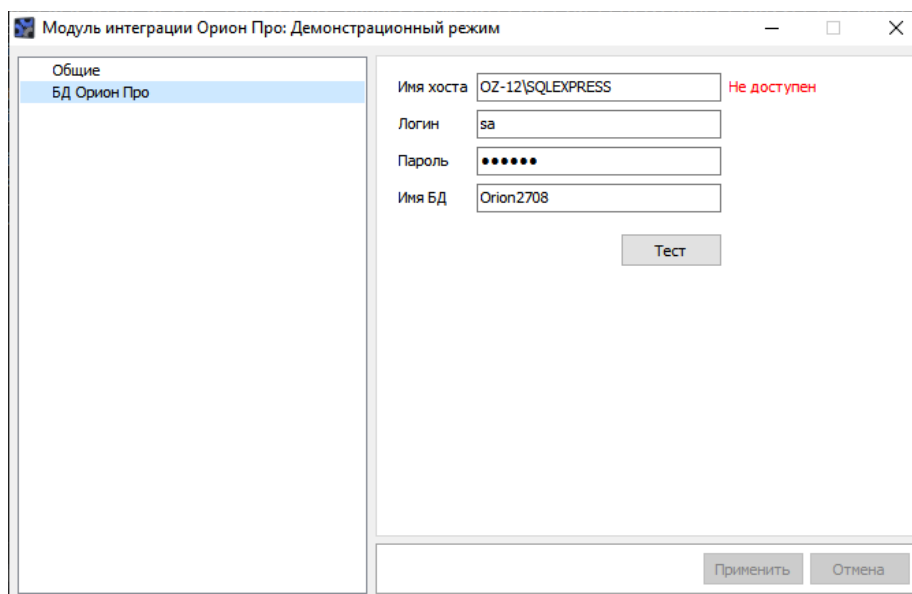 Модуль интеграции Орион Про: Демонстрационный режим
Общие
БД Орион Про
Имя хоста OZ-12\SQLEXPRESS Не доступен
Логин sa
Пароль ●●●●●●
Имя БД Orion2708
Тест
Применить Отмена